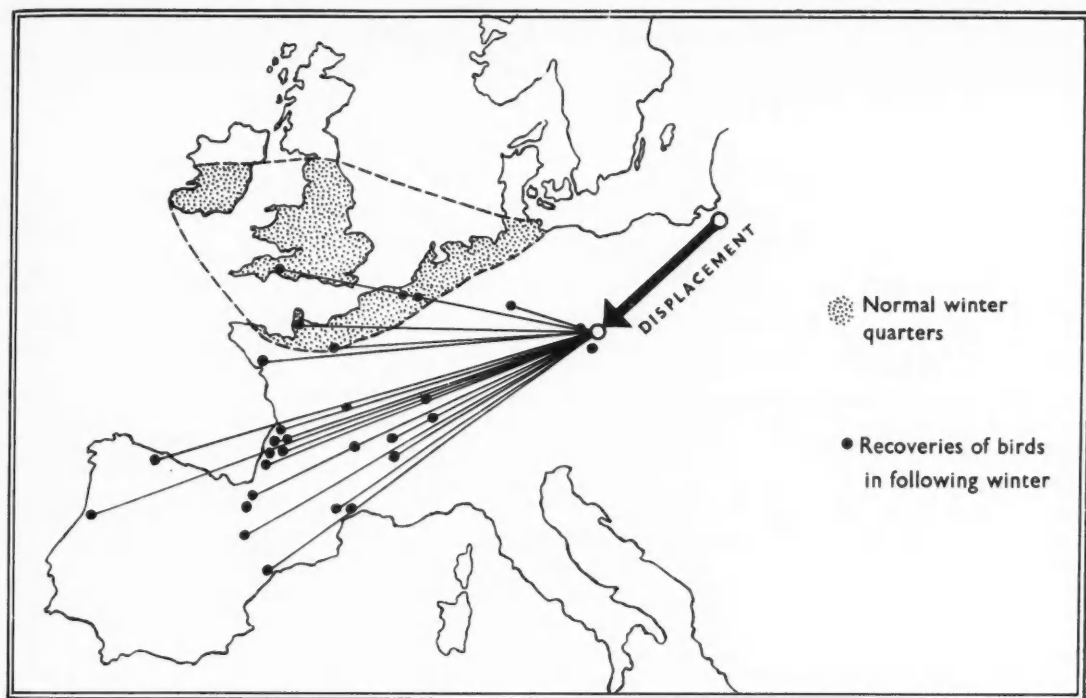 DISPLACEMENT
Normal winter
quarters
Recoveries of birds
in following winter